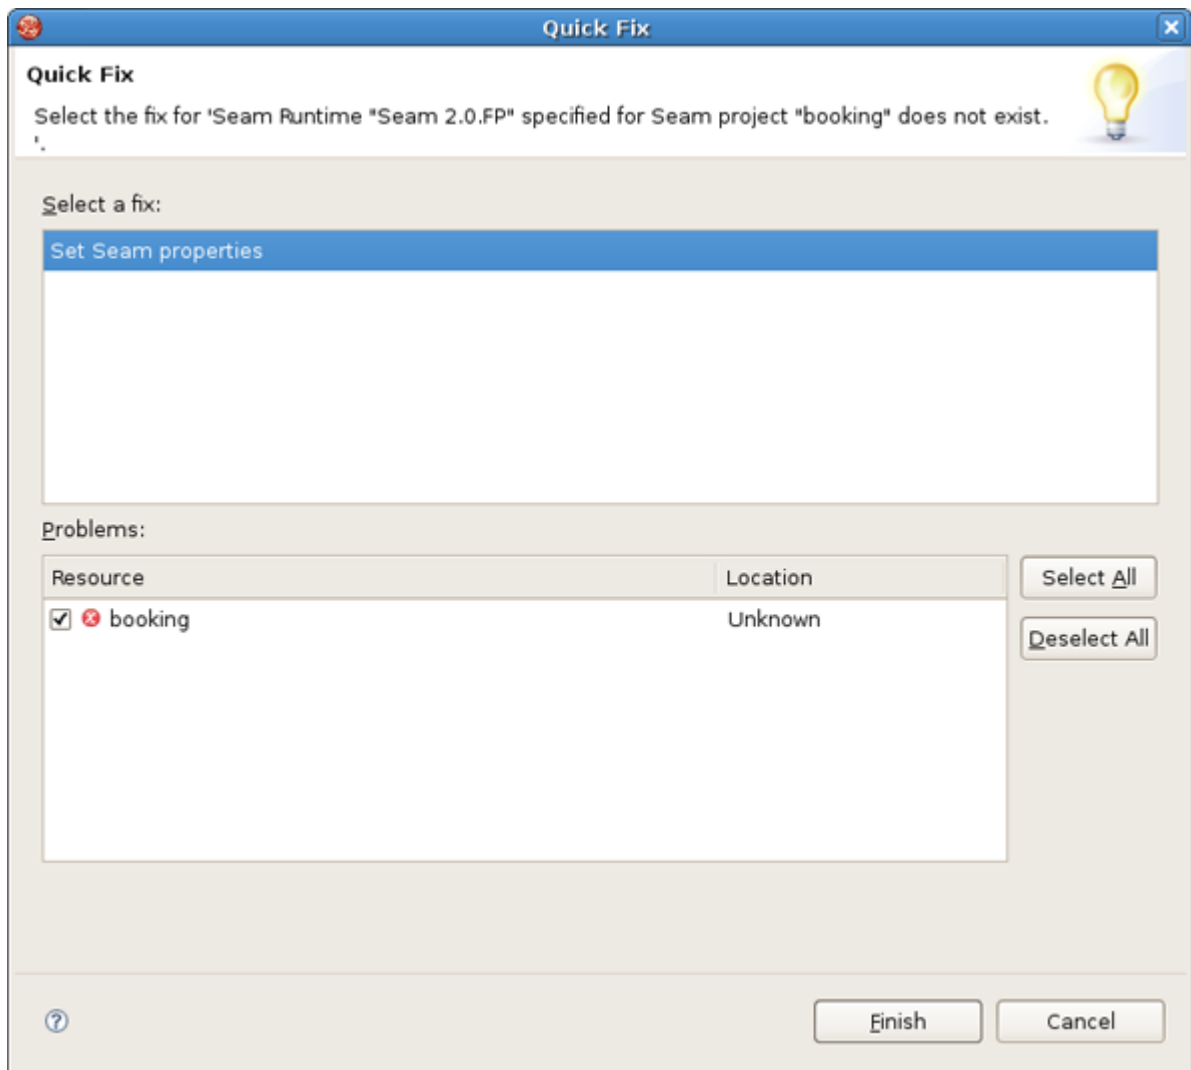 Quick Fix
Quick Fix
Select the fix for 'Seam Runtime "Seam 2.0.FP" specified for Seam project "booking" does not exist.
'.
Select a fix:
Set Seam properties
Problems:
Resource Location
Select All
booking Unknown
Deselect All
Finish Cancel